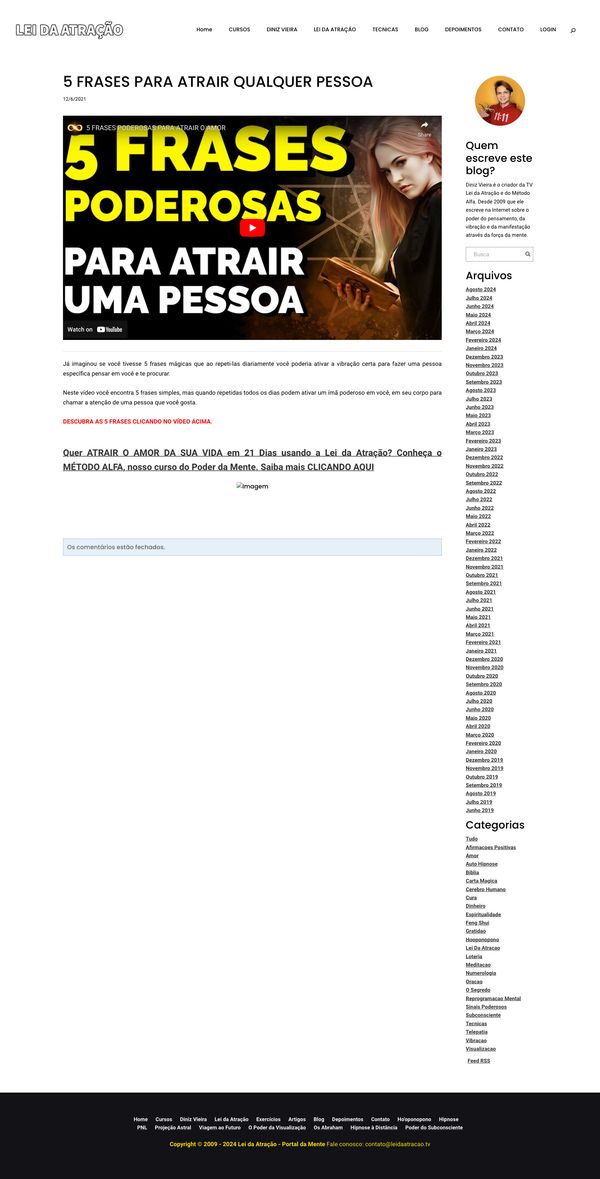 LEI DA ATRAÇÃO
Home CURSOS DINIZ VIEIRA LEI DA ATRAÇÃO TECNICAS BLOG DEPOIMENTOS CONTATO LOGIN
5 FRASES PARA ATRAIR QUALQUER PESSOA
12/6/2021
5 FRASES PODEROSAS PARA ATRAIR O AMOR
Share
5 FRASES
PODEROSAS
PARA ATRAIR
UMA PESSOA
Watch on YouTube
Já imaginou se você tivesse 5 frases mágicas que ao repeti-las diariamente você poderia ativar a vibração certa para fazer uma pessoa
específica pensar em você e te procurar.
Neste vídeo você encontra 5 frases simples, mas quando repetidas todos os dias podem ativar um ímã poderoso em você, em seu corpo para
chamar a atenção de uma pessoa que você gosta.
DESCUBRA AS 5 FRASES CLICANDO NO VÍDEO ACIMA.
Quer ATRAIR O AMOR DA SUA VIDA em 21 Dias usando a Lei da Atração? Conheça o
MÉTODO ALFA, nosso curso do Poder da Mente. Saiba mais CLICANDO AQUI
Imagem
Os comentários estão fechados.
11:11
Quem
escreve este
blog?
Diniz Vieira é o criador da TV
Lei da Atração e do Método
Alfa. Desde 2009 que ele
escreve na Internet sobre o
poder do pensamento, da
vibração e da manifestação
através da força da mente.
Busca
Arquivos
Agosto 2024
Julho 2024
Junho 2024
Maio 2024
Abril 2024
Março 2024
Fevereiro 2024
Janeiro 2024
Dezembro 2023
Novembro 2023
Outubro 2023
Setembro 2023
Agosto 2023
Julho 2023
Junho 2023
Maio 2023
Abril 2023
Março 2023
Fevereiro 2023
Janeiro 2023
Dezembro 2022
Novembro 2022
Outubro 2022
Setembro 2022
Agosto 2022
Julho 2022
Junho 2022
Maio 2022
Abril 2022
Março 2022
Fevereiro 2022
Janeiro 2022
Dezembro 2021
Novembro 2021
Outubro 2021
Setembro 2021
Agosto 2021
Julho 2021
Junho 2021
Maio 2021
Abril 2021
Março 2021
Fevereiro 2021
Janeiro 2021
Dezembro 2020
Novembro 2020
Outubro 2020
Setembro 2020
Agosto 2020
Julho 2020
Junho 2020
Maio 2020
Abril 2020
Março 2020
Fevereiro 2020
Janeiro 2020
Dezembro 2019
Novembro 2019
Outubro 2019
Setembro 2019
Agosto 2019
Julho 2019
Junho 2019
Categorias
Tudo
Afirmacoes Positivas
Amor
Auto Hipnose
Biblia
Carta Magica
Cerebro Humano
Cura
Dinheiro
Espiritualidade
Feng Shui
Gratidao
Hooponopono
Lei Da Atracao
Loteria
Meditacao
Numerologia
Oracao
O Segredo
Reprogramacao Mental
Sinais Poderosos
Subconsciente
Tecnicas
Telepatia
Vibracao
Visualizacao
Feed RSS
Home Cursos Diniz Vieira Lei da Atração Exercícios Artigos Blog Depoimentos Contato Ho'oponopono Hipnose
PNL Projeção Astral Viagem ao Futuro O Poder da Visualização Os Abraham Hipnose à Distância Poder do Subconsciente
Copyright © 2009 - 2024 Lei da Atração - Portal da Mente Fale conosco: contato@leidaatracao.tv